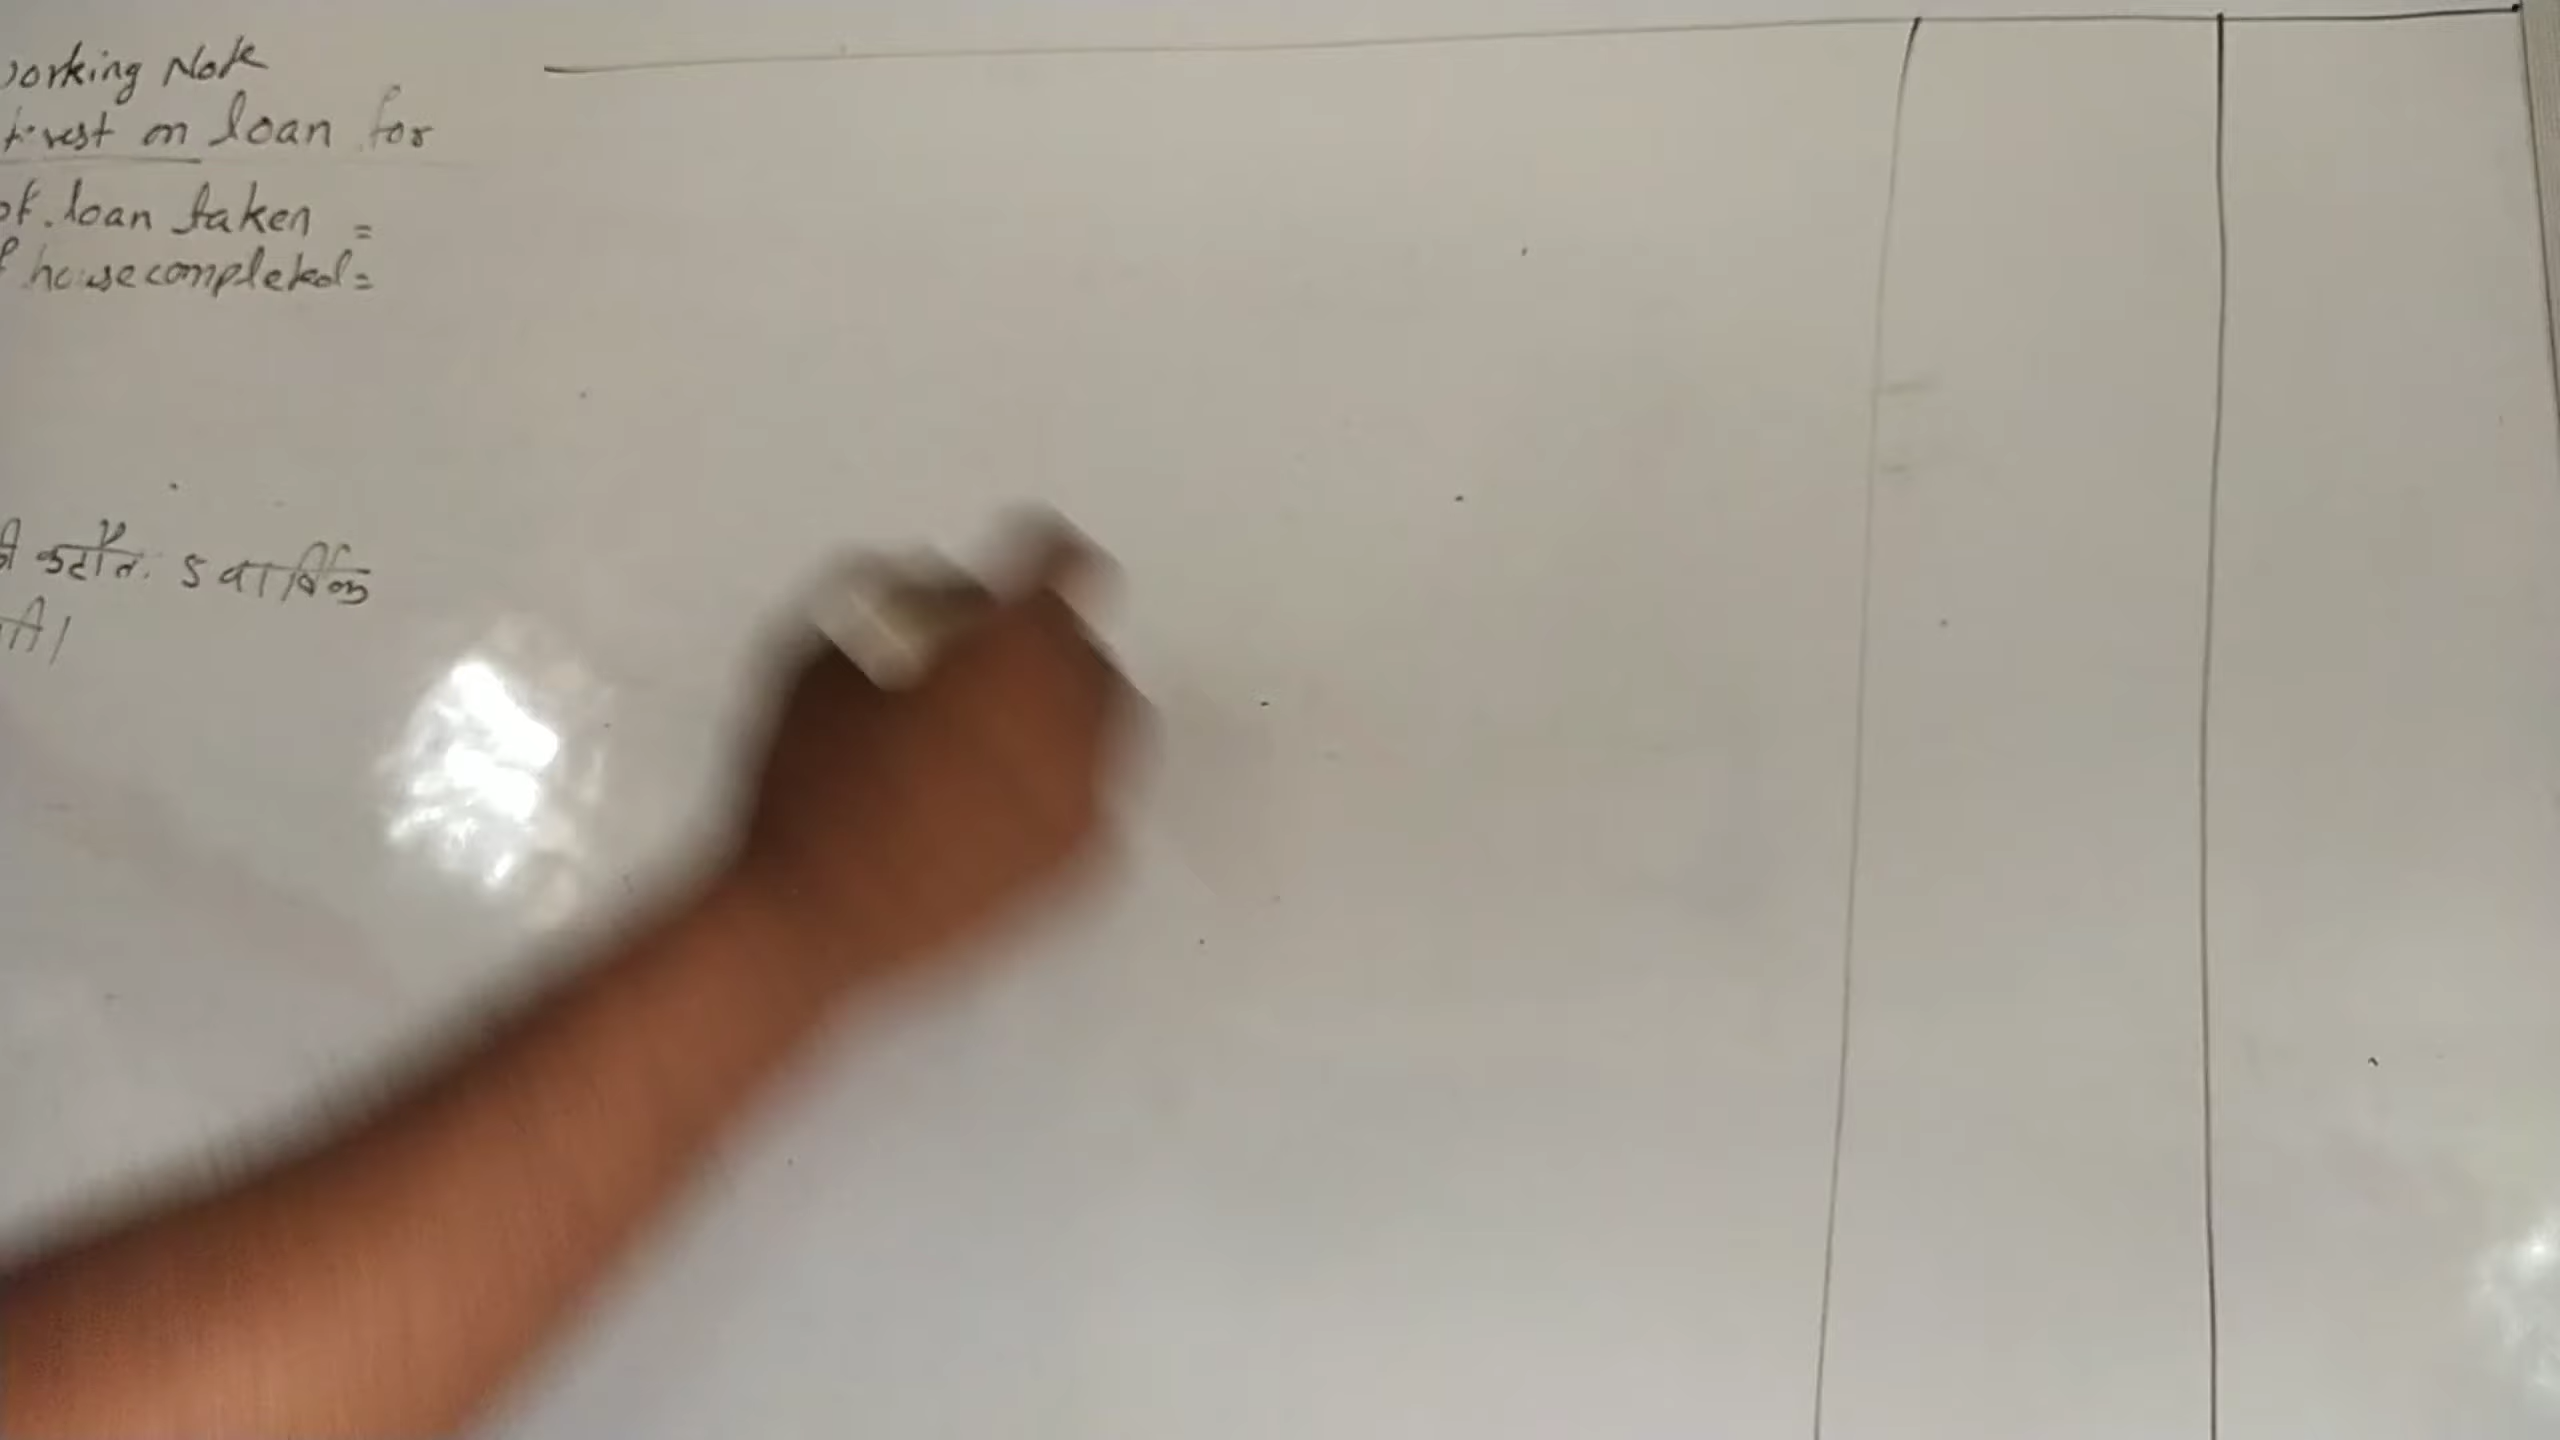 orking Note
terest on loan for
of. loan taken =
f house completed =
की कटौती 5 वार्षिक